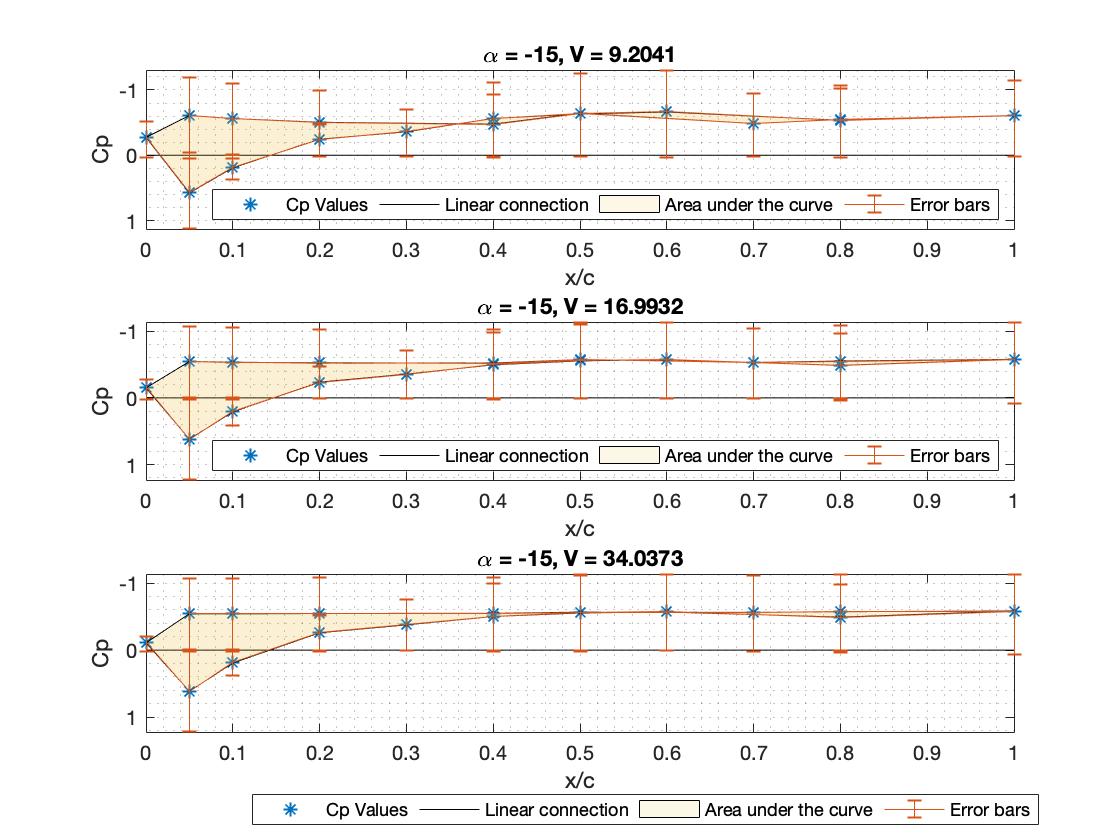 α = -15, V = 9.2041
-1
0
1
Cp
Cp Values Linear connection Area under the curve Error bars
0 0.1 0.2 0.3 0.4 0.5 0.6 0.7 0.8 0.9 1
x/c
α = -15, V = 16.9932
-1
0
1
Cp
Cp Values Linear connection Area under the curve Error bars
0 0.1 0.2 0.3 0.4 0.5 0.6 0.7 0.8 0.9 1
x/c
α = -15, V = 34.0373
-1
0
1
Cp
0 0.1 0.2 0.3 0.4 0.5 0.6 0.7 0.8 0.9 1
x/c
Cp Values Linear connection Area under the curve Error bars